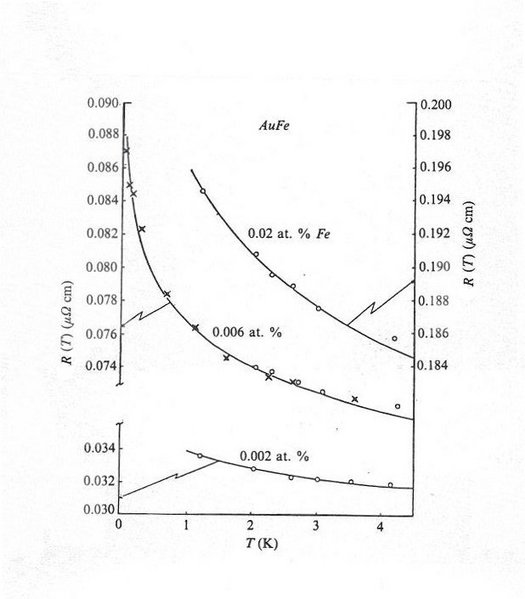 AuFe
0.090
0.088
0.086
0.084
0.082
0.080
0.078
0.076
0.074
0.034
0.032
0.030
R (T) (μΩ cm)
0.200
0.198
0.196
0.194
0.192
0.190
0.188
0.186
0.184
R (T) (μΩ cm)
0.02 at. % Fe
0.006 at. %
0.002 at. %
0 1 2 3 4
T (K)